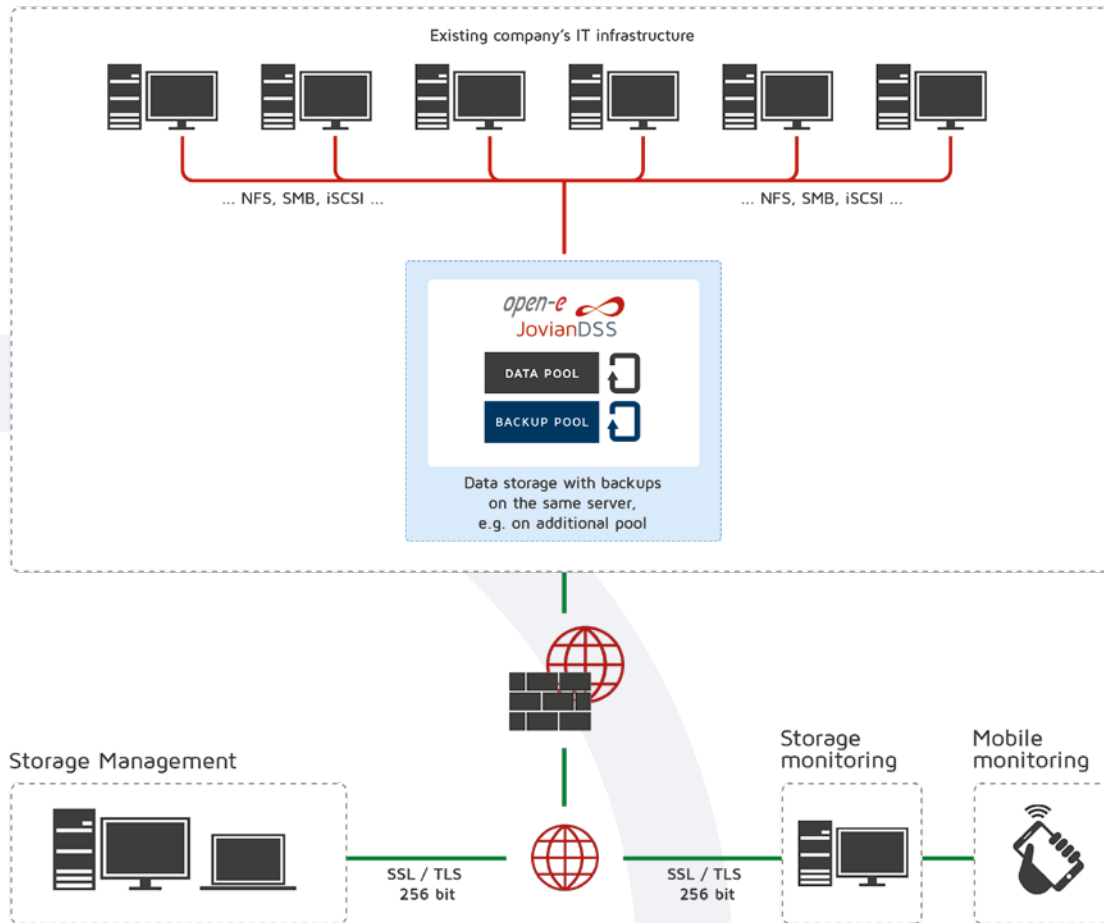 Existing company's IT infrastructure
... NFS, SMB, iSCSI ...
... NFS, SMB, iSCSI ...
open-e
JovianDSS
DATA POOL
BACKUP POOL
Data storage with backups
on the same server,
e.g. on additional pool
Storage Management
Storage
monitoring
Mobile
monitoring
SSL / TLS
256 bit
SSL / TLS
256 bit